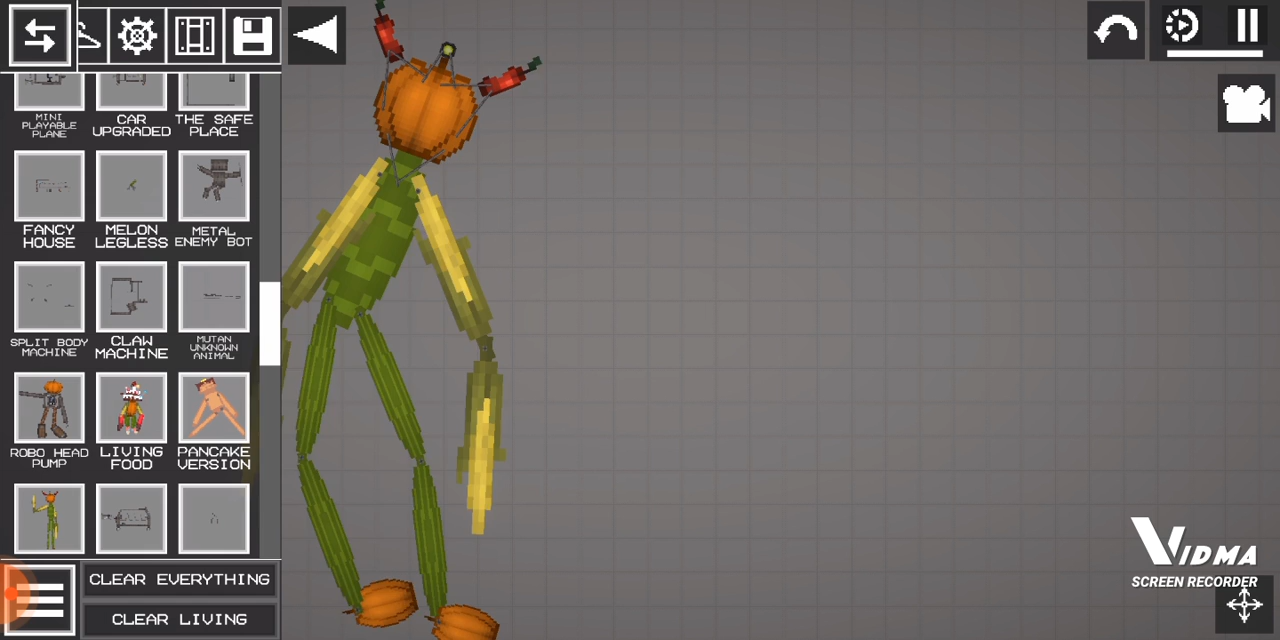 MINI
PLAYABLE
PLANE
CAR
UPGRADED
THE SAFE
PLACE
FANCY
HOUSE
MELON
LEGLESS
METAL
ENEMY BOT
SPLIT BODY
MACHINE
CLAW
MACHINE
MUTAN
UNKNOWN
ANIMAL
ROBO HEAD
PUMP
LIVING
FOOD
PANCAKE
VERSION
CLEAR EVERYTHING
CLEAR LIVING
VIDMA
SCREEN RECORDER